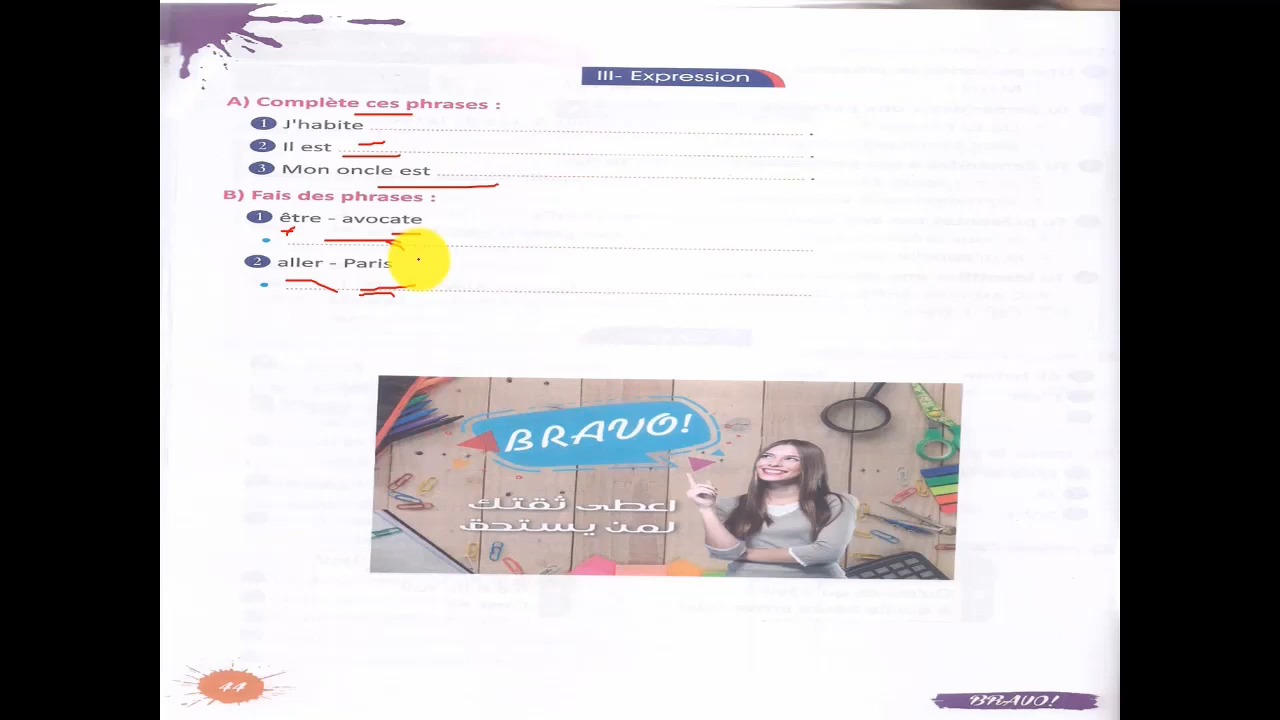 III- Expression
A) Complète ces phrases :
1 J'habite ........................ .
2 Il est ........................ .
3 Mon oncle est ........................ .
B) Fais des phrases :
1 être - avocate
• ........................
2 aller - Paris
• ........................
BRAVO!
اعطى ثقتك
لمن يستحق
44
BRAVO!